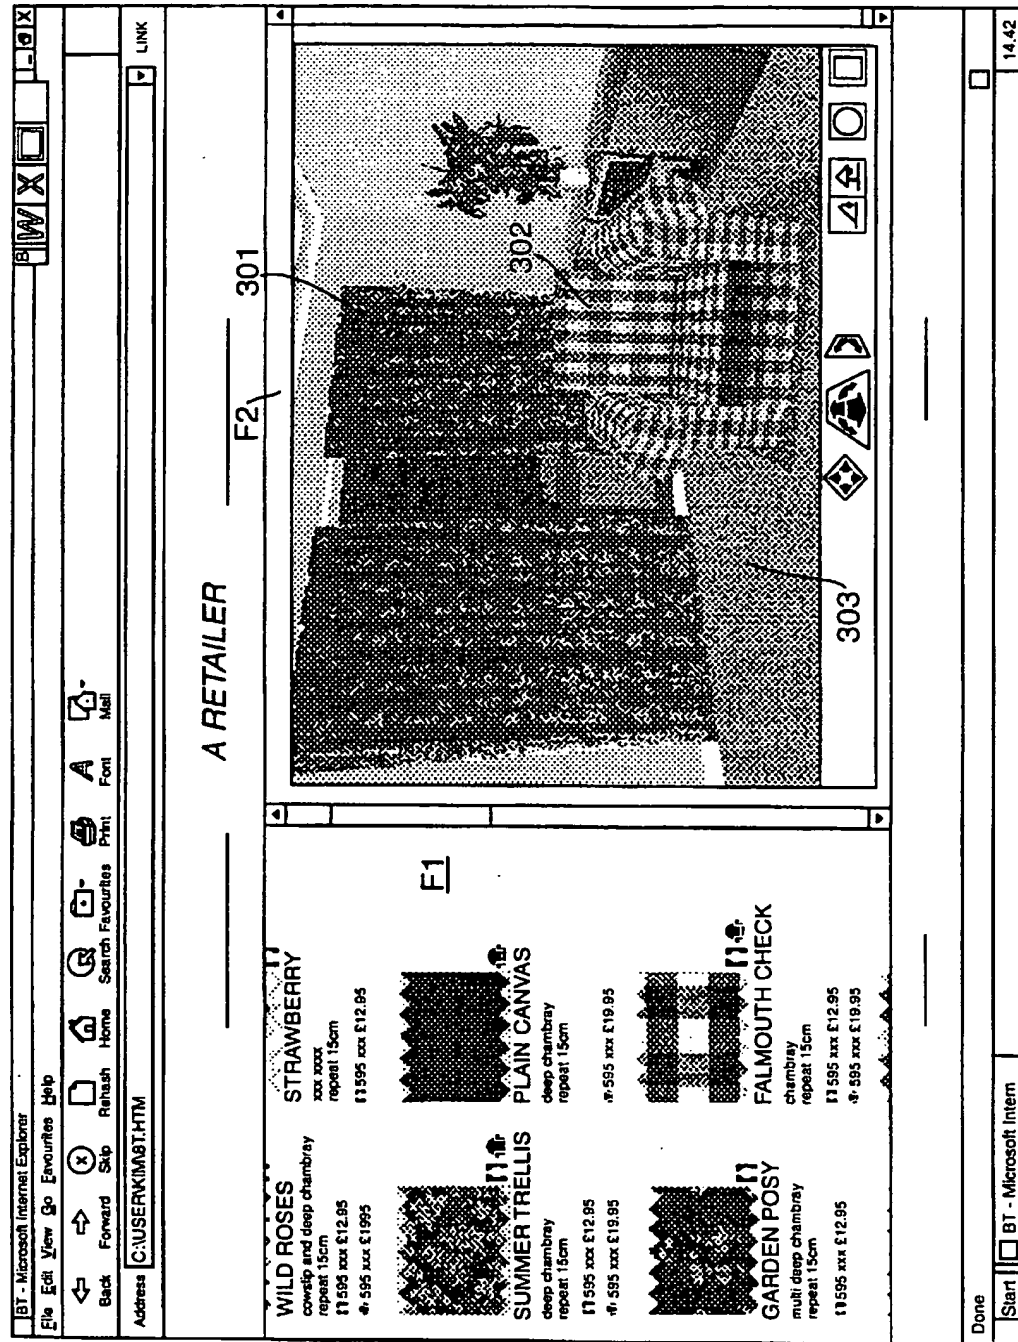 BT - Microsoft Internet Explorer
B W X
File Edit View Go Favourites Help
Back Forward Skip Rehash Home Search Favourites Print Font Mail
Address C:\USER\KIM\BT.HTM LINK
A RETAILER
F2
301
302
303
F1
WILD ROSES
cowslip and deep chambray
repeat 15cm
595 xxx £12.95
595 xxx £1995
STRAWBERRY
xxx xxxx
repeat 15cm
595 xxx £12.95
SUMMER TRELLIS
deep chambray
repeat 15cm
595 xxx £12.95
595 xxx £19.95
PLAIN CANVAS
deep chambray
repeat 15cm
595 xxx £19.95
GARDEN POSY
multi deep chambray
repeat 15cm
595 xxx £12.95
FALMOUTH CHECK
chambray
repeat 15cm
595 xxx £12.95
595 xxx £19.95
Done
Start BT - Microsoft Intern 14.42